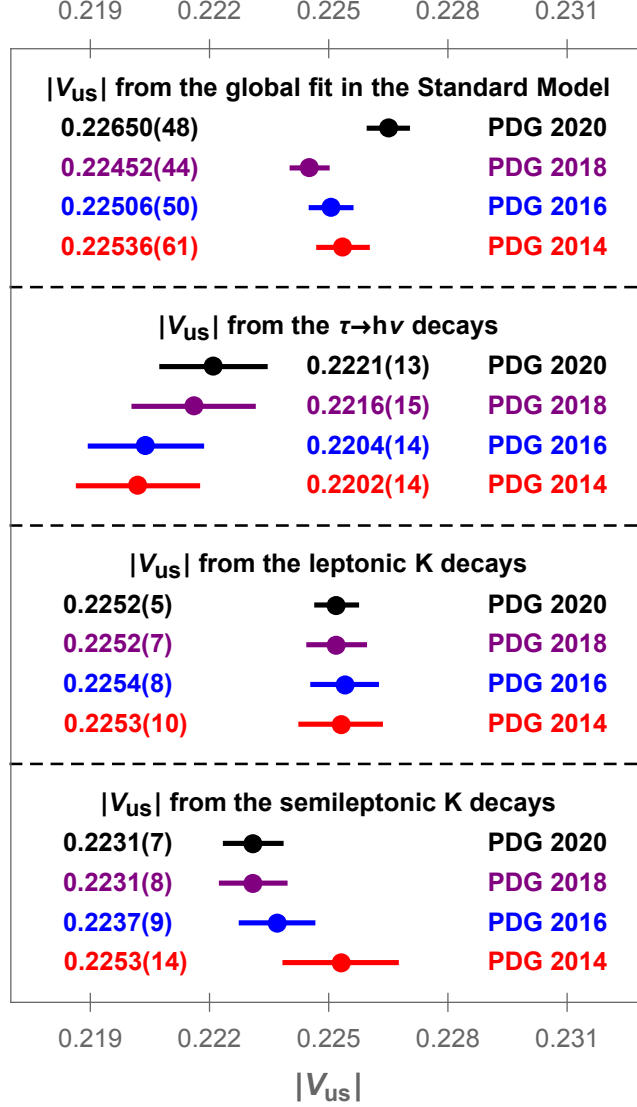 0.219 0.222 0.225 0.228 0.231
|Vus| from the global fit in the Standard Model
0.22650(48) PDG 2020
0.22452(44) PDG 2018
0.22506(50) PDG 2016
0.22536(61) PDG 2014
|Vus| from the τ→hν decays
0.2221(13) PDG 2020
0.2216(15) PDG 2018
0.2204(14) PDG 2016
0.2202(14) PDG 2014
|Vus| from the leptonic K decays
0.2252(5) PDG 2020
0.2252(7) PDG 2018
0.2254(8) PDG 2016
0.2253(10) PDG 2014
|Vus| from the semileptonic K decays
0.2231(7) PDG 2020
0.2231(8) PDG 2018
0.2237(9) PDG 2016
0.2253(14) PDG 2014
0.219 0.222 0.225 0.228 0.231
|Vus|